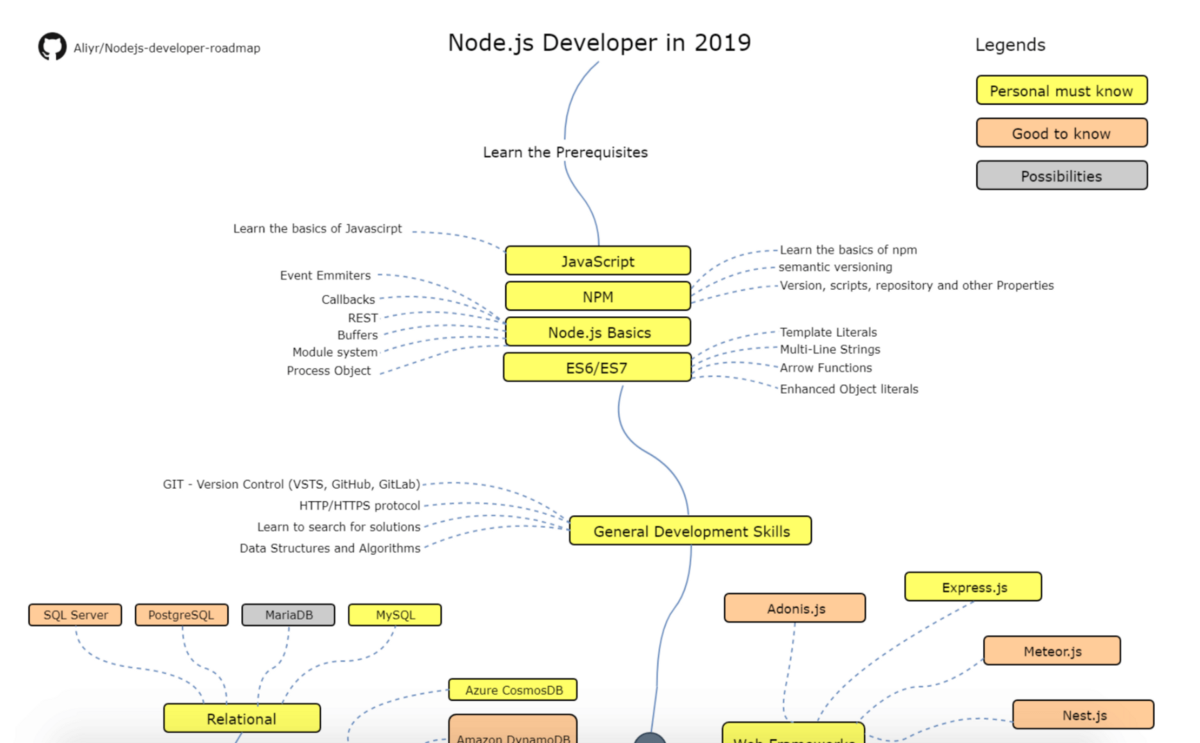 Aliyr/Nodejs-developer-roadmap
Node.js Developer in 2019
Legends
Personal must know
Good to know
Possibilities
Learn the Prerequisites
Learn the basics of Javascirpt
JavaScript
NPM
Node.js Basics
ES6/ES7
Learn the basics of npm
semantic versioning
Version, scripts, repository and other Properties
Event Emmiters
Callbacks
REST
Buffers
Module system
Process Object
Template Literals
Multi-Line Strings
Arrow Functions
Enhanced Object literals
GIT - Version Control (VSTS, GitHub, GitLab)
HTTP/HTTPS protocol
Learn to search for solutions
Data Structures and Algorithms
General Development Skills
SQL Server
PostgreSQL
MariaDB
MySQL
Relational
Azure CosmosDB
Amazon DynamoDB
Adonis.js
Express.js
Meteor.js
Nest.js
Web Frameworks